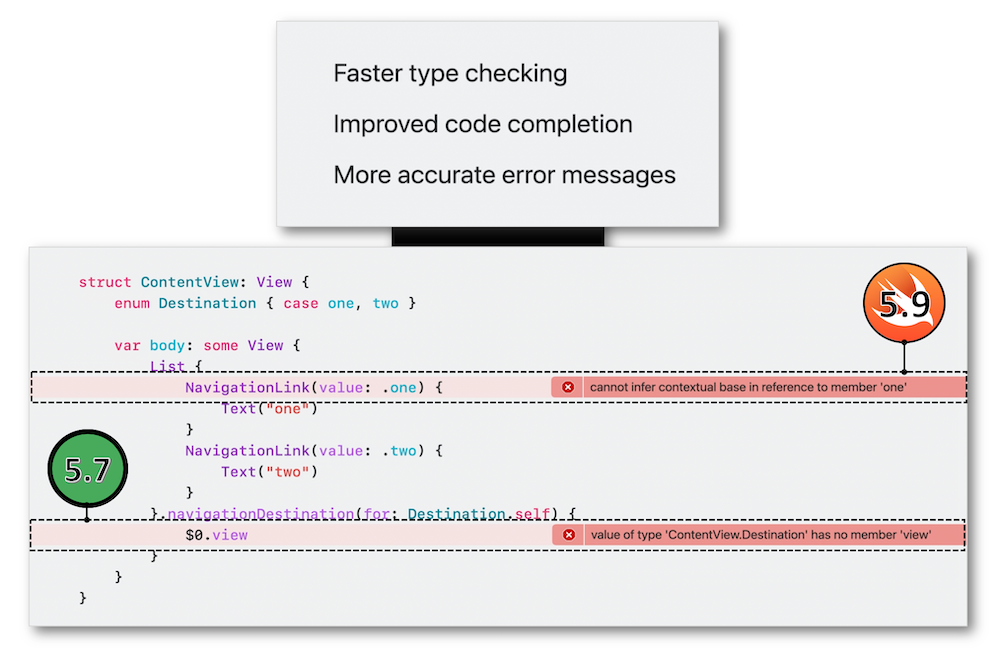 Faster type checking
Improved code completion
More accurate error messages
struct ContentView: View {
enum Destination { case one, two }
5.9
var body: some View {
List {
NavigationLink(value: .one) {
cannot infer contextual base in reference to member 'one'
Text("one")
}
NavigationLink(value: .two) {
5.7
Text("two")
}
}.navigationDestination(for: Destination.self) {
$0.view
value of type 'ContentView.Destination' has no member 'view'
}
}
}